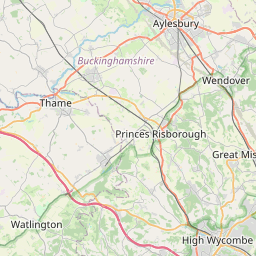 Aylesbury
Buckinghamshire
Wendover
Thame
Princes Risborough
Great Mis
Watlington
High Wycombe